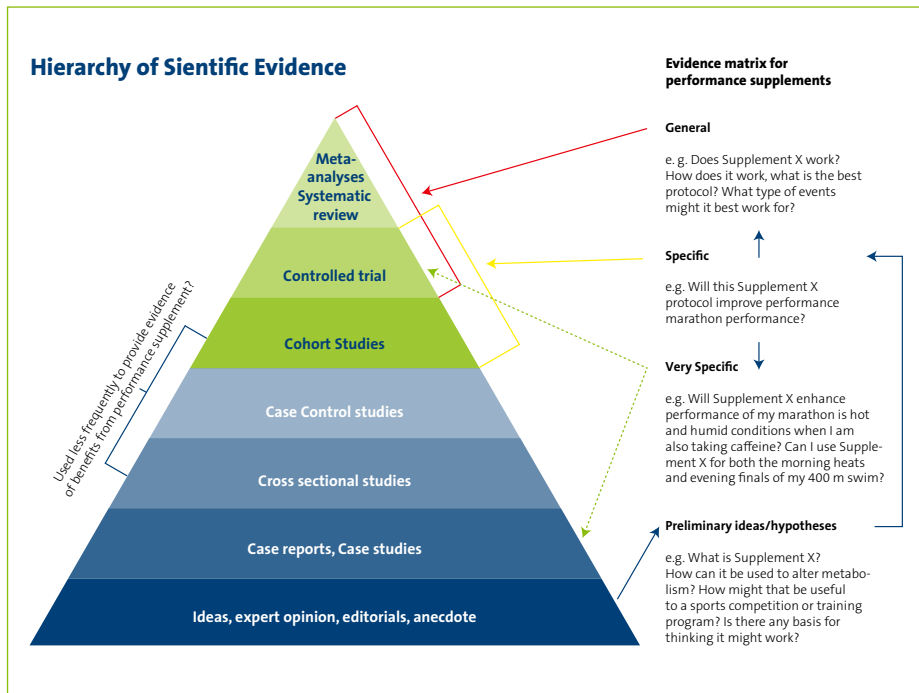 Hierarchy of Sientific Evidence
Meta-
analyses
Systematic
review
Controlled trial
Cohort Studies
Case Control studies
Cross sectional studies
Case reports, Case studies
Ideas, expert opinion, editorials, anecdote
Used less frequently to provide evidence
of benefits from performance supplement?
Evidence matrix for
performance supplements
General
e. g. Does Supplement X work?
How does it work, what is the best
protocol? What type of events
might it best work for?
Specific
e.g. Will this Supplement X
protocol improve performance
marathon performance?
Very Specific
e.g. Will Supplement X enhance
performance of my marathon is hot
and humid conditions when I am
also taking caffeine? Can I use Supple-
ment X for both the morning heats
and evening finals of my 400 m swim?
Preliminary ideas/hypotheses
e.g. What is Supplement X?
How can it be used to alter metabo-
lism? How might that be useful
to a sports competition or training
program? Is there any basis for
thinking it might work?